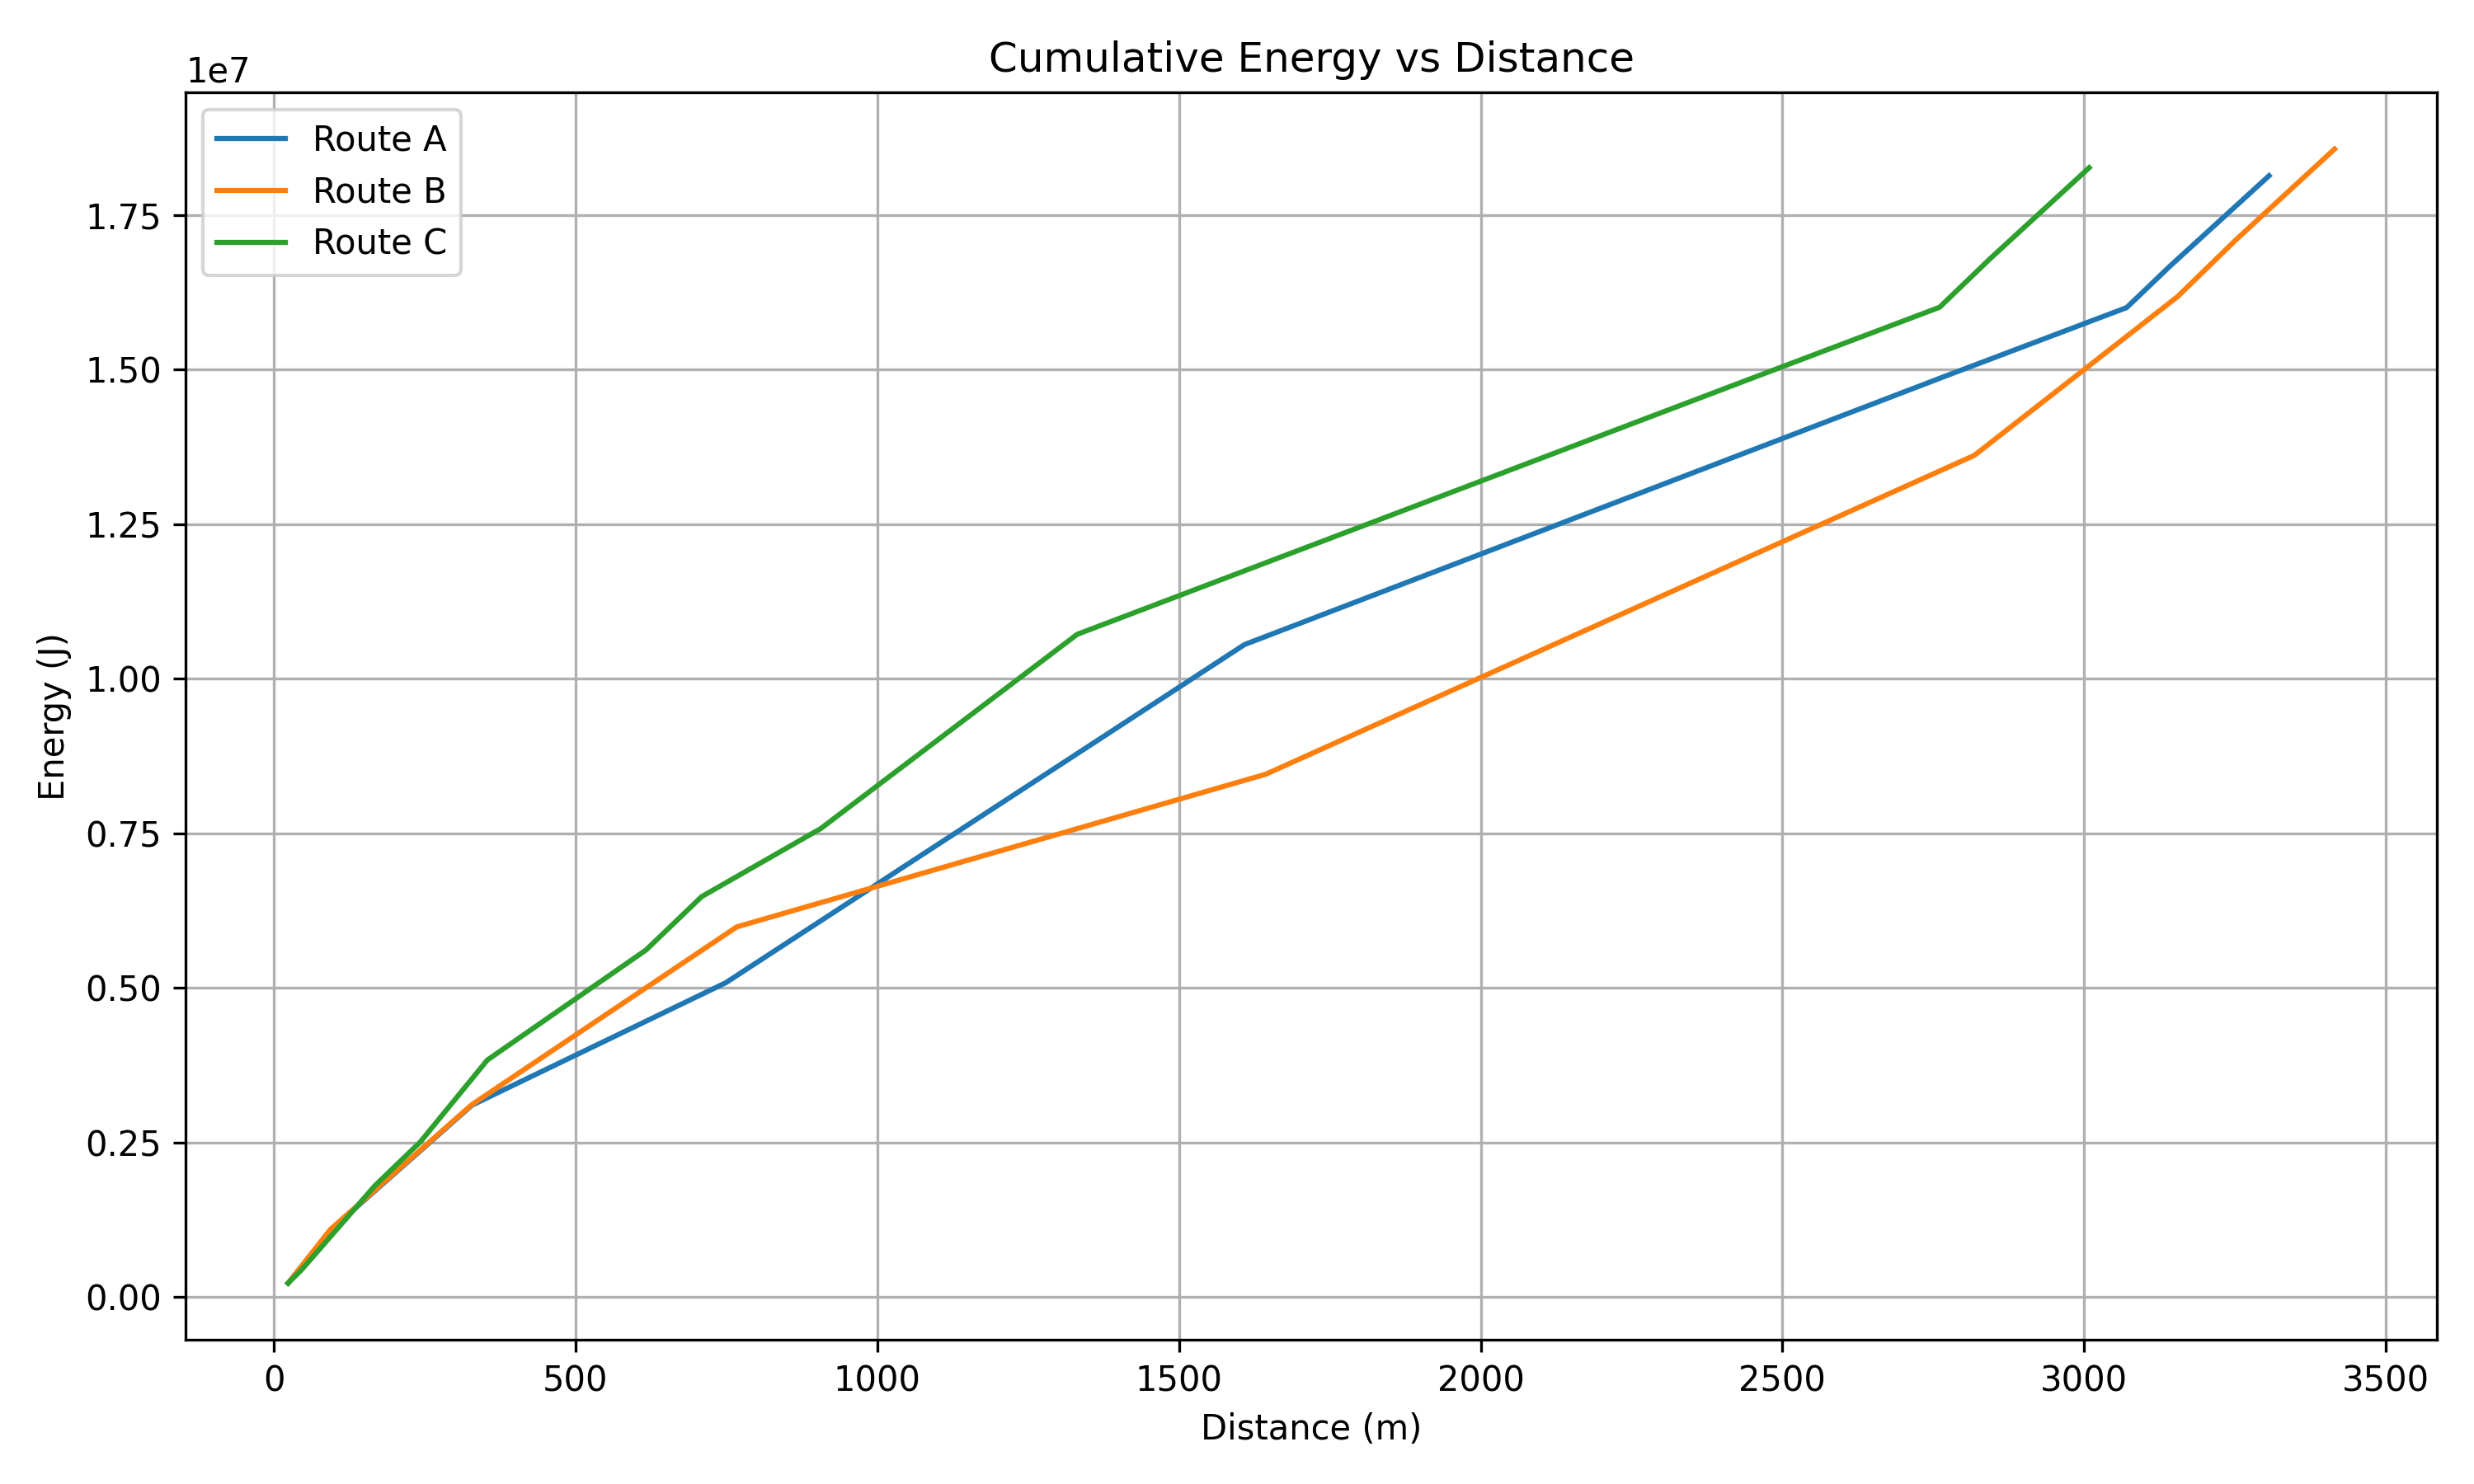 Cumulative Energy vs Distance
1e7
Route A
Route B
Route C
1.75
1.50
1.25
1.00
0.75
0.50
0.25
0.00
Energy (J)
0 500 1000 1500 2000 2500 3000 3500
Distance (m)